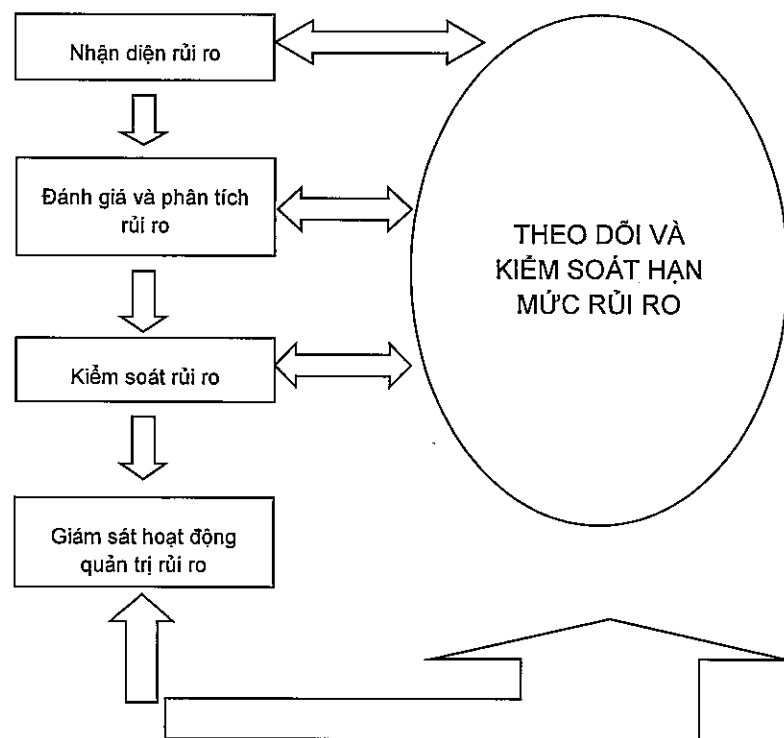 Nhận diện rủi ro
Đánh giá và phân tích
rủi ro
Kiểm soát rủi ro
Giám sát hoạt động
quản trị rủi ro
THEO DÕI VÀ
KIỂM SOÁT HẠN
MỨC RỦI RO